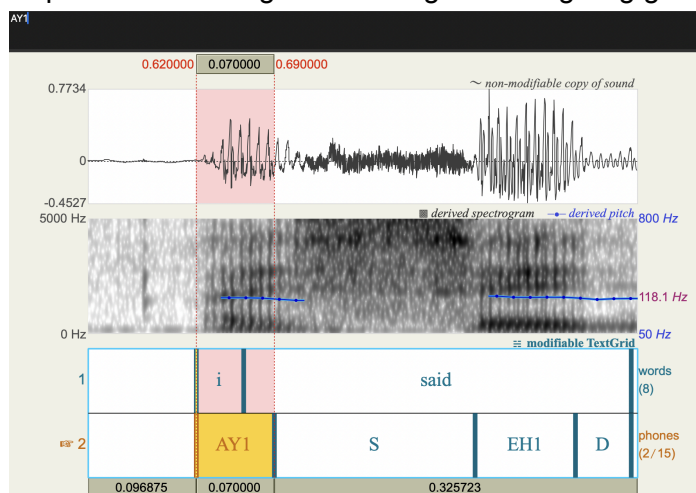 AY1
0.620000 0.070000 0.690000
0.7734
~ non-modifiable copy of sound
0
-0.4527
5000 Hz
derived spectrogram
derived pitch
800 Hz
118.1 Hz
0 Hz
50 Hz
modifiable TextGrid
1 i said words
(8)
2 AY1 S EH1 D phones
(2/15)
0.096875 0.070000 0.325723